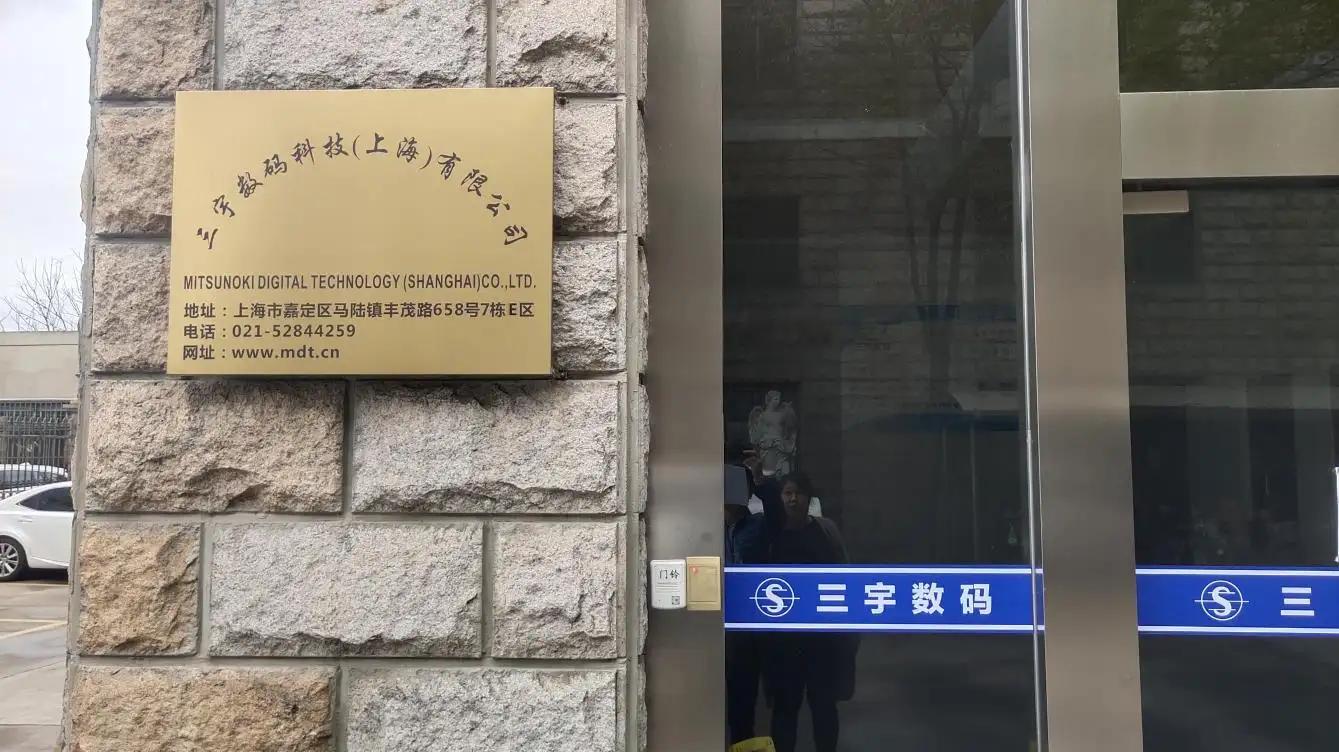 三宇数码科技(上海)有限公司
MITSUNOKI DIGITAL TECHNOLOGY (SHANGHAI)CO.,LTD.
地址：上海市嘉定区马陆镇丰茂路658号7栋E区
电话：021-52844259
网址：www.mdt.cn
门铃
三宇数码
三